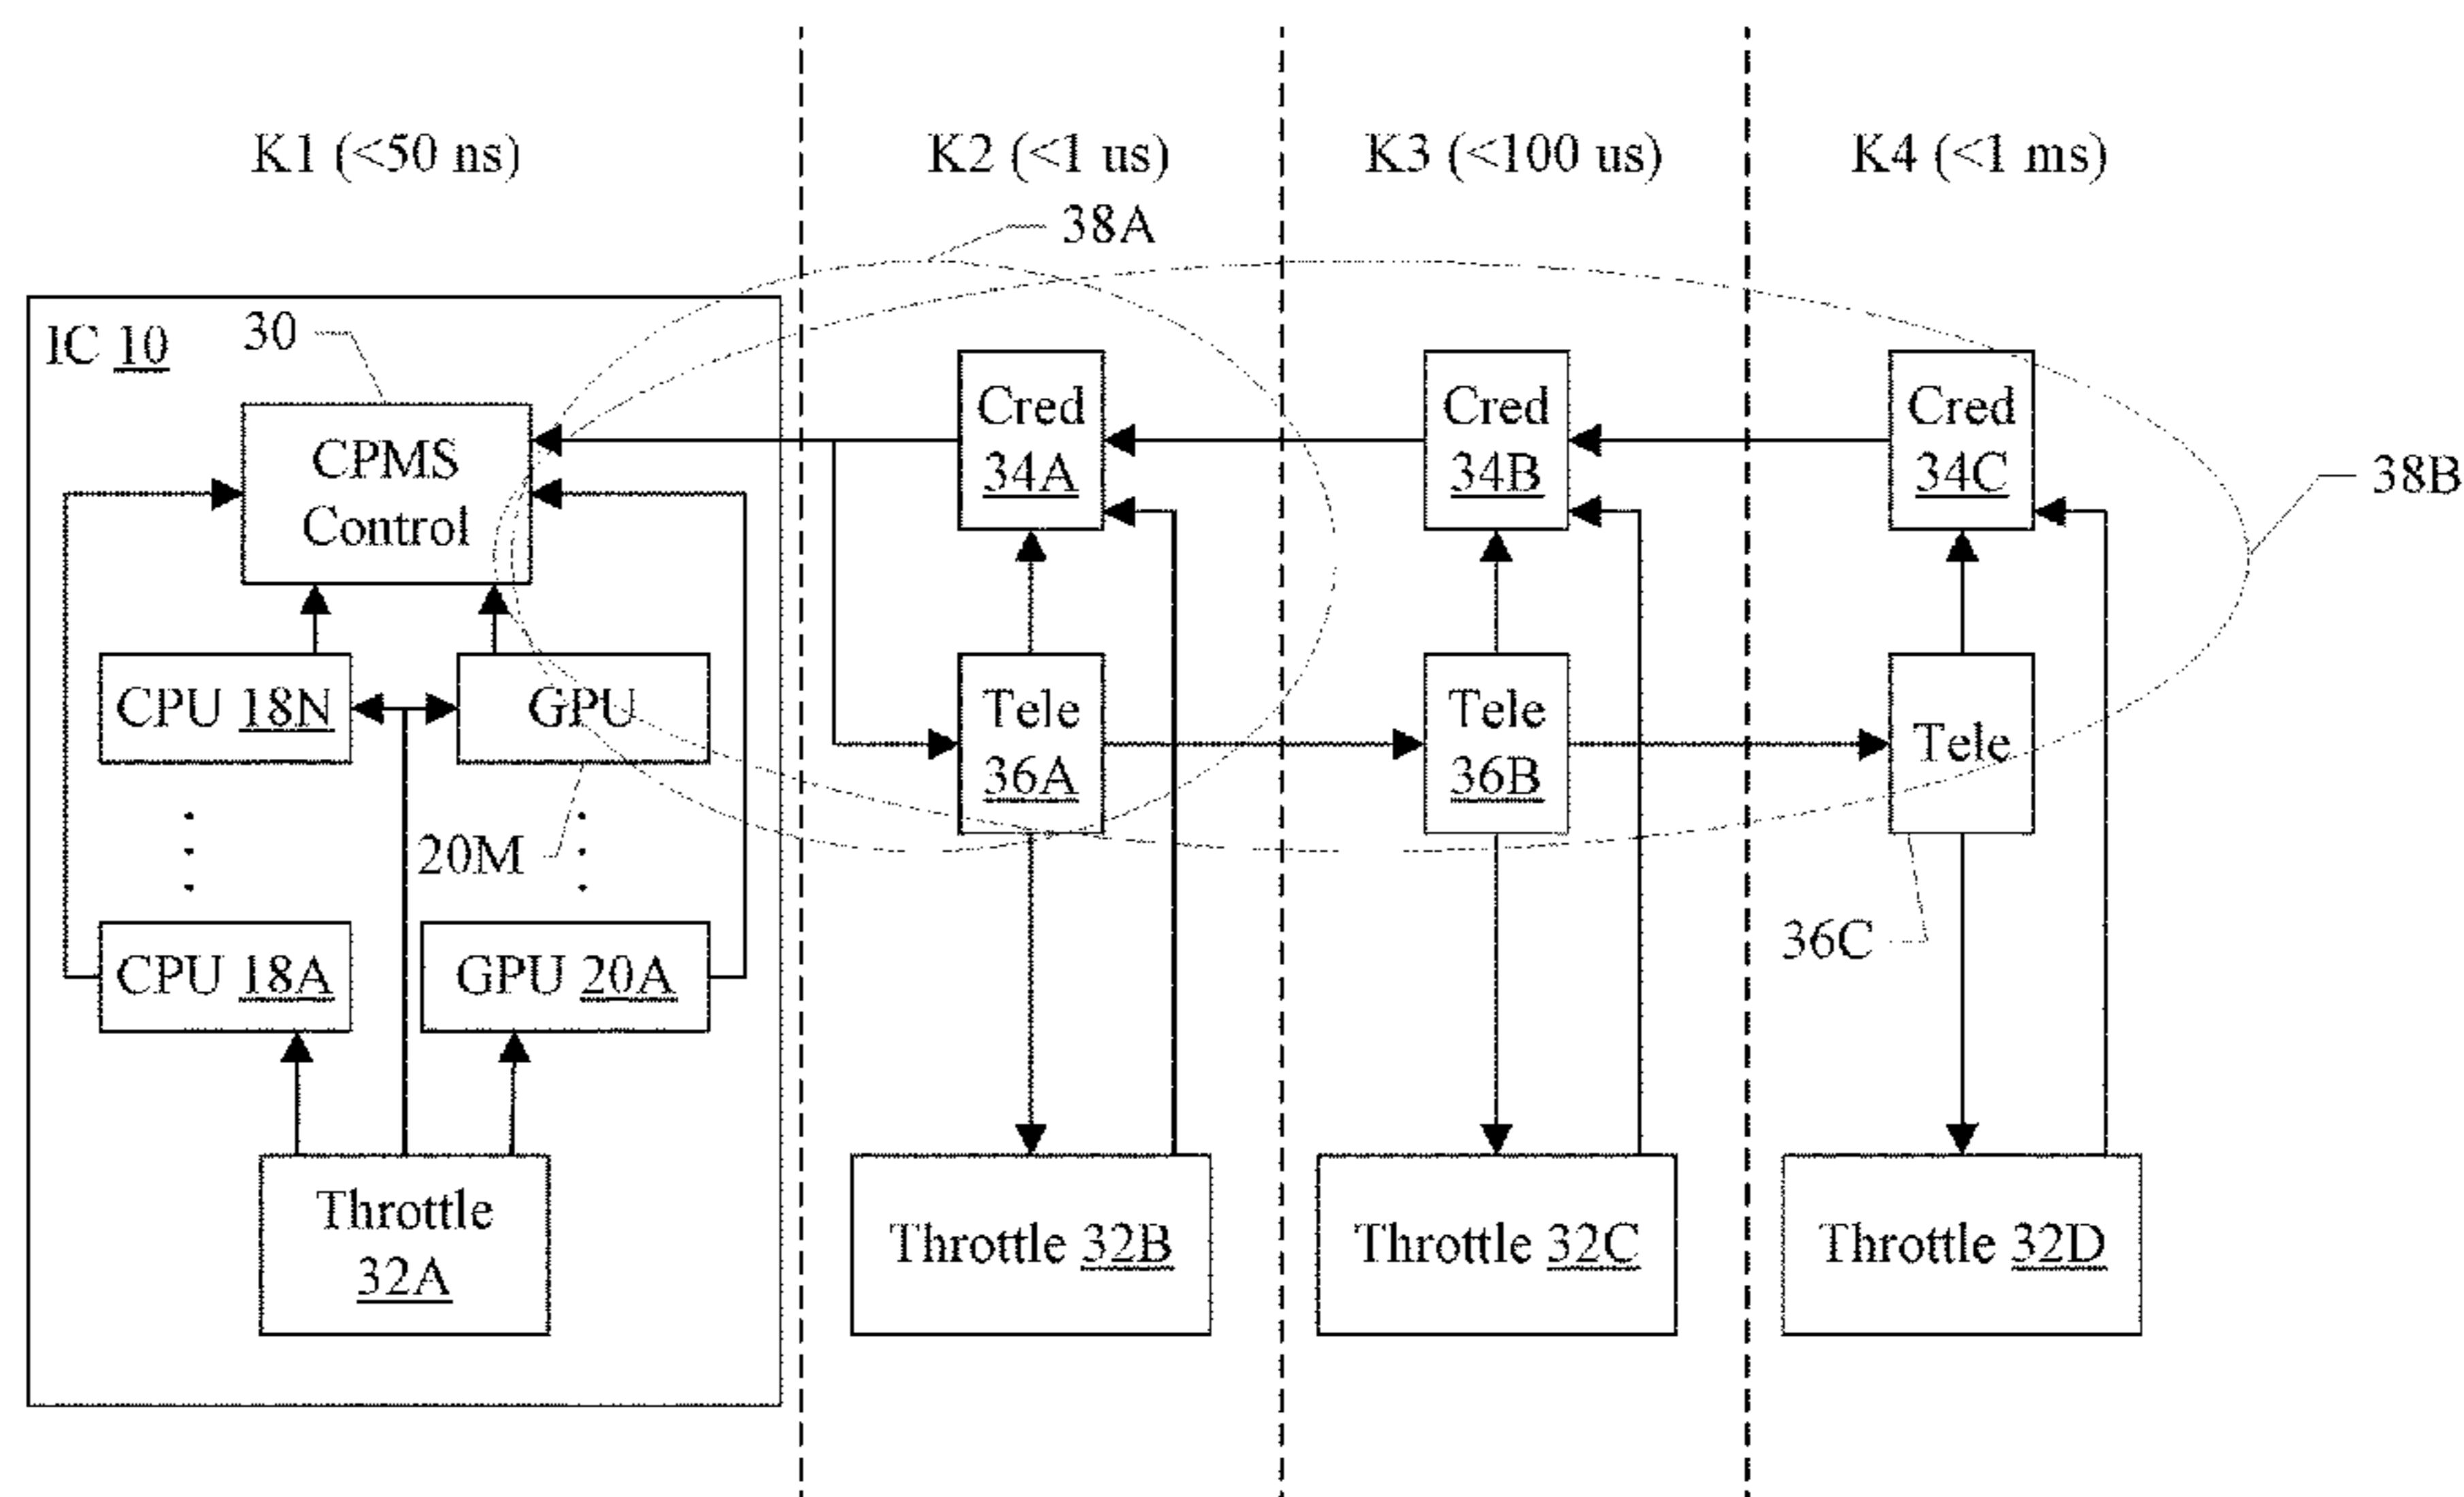 K1 (<50 ns)
K2 (<1 us)
K3 (<100 us)
K4 (<1 ms)
38A
IC 10
30
CPMS
Control
Cred
34A
Cred
34B
Cred
34C
38B
CPU 18N
GPU
Tele
36A
Tele
36B
Tele
20M
36C
CPU 18A
GPU 20A
Throttle
32A
Throttle 32B
Throttle 32C
Throttle 32D